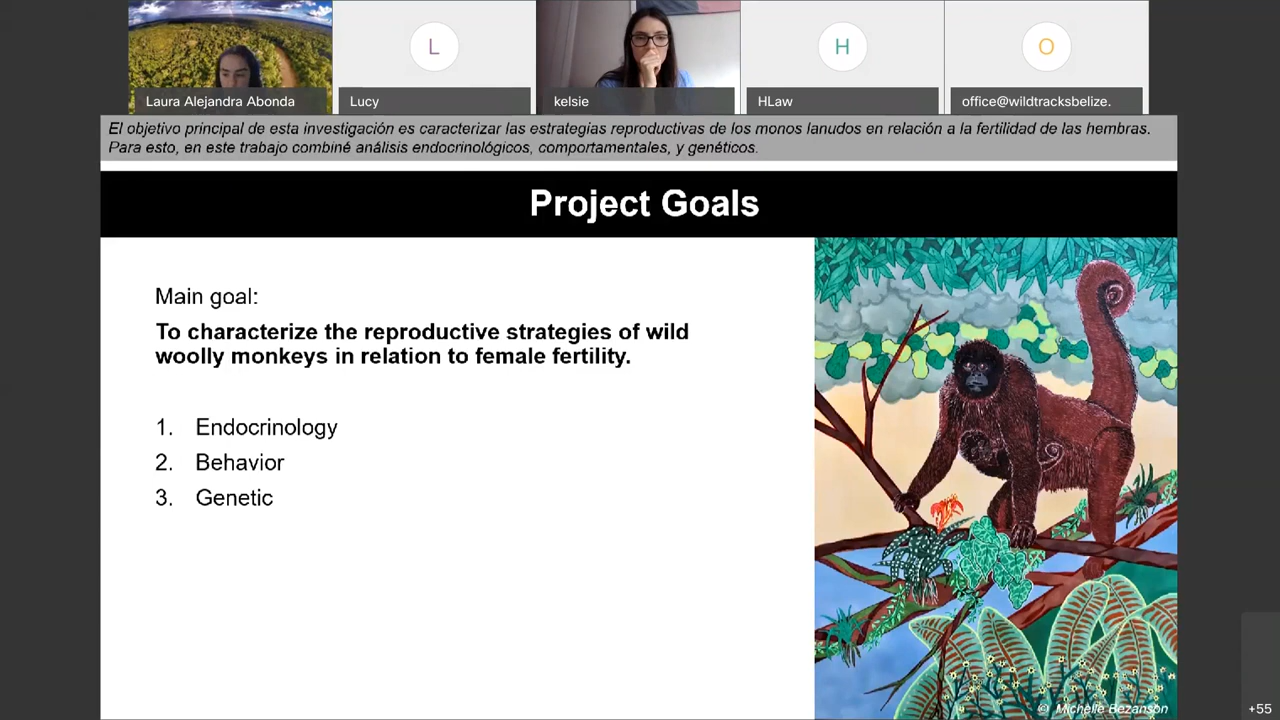 L
H
O
Laura Alejandra Abonda
Lucy
kelsie
HLaw
office@wildtracksbelize.
El objetivo principal de esta investigación es caracterizar las estrategias reproductivas de los monos lanudos en relación a la fertilidad de las hembras.
Para esto, en este trabajo combiné análisis endocrinológicos, comportamentales, y genéticos.
Project Goals
Main goal:
To characterize the reproductive strategies of wild
woolly monkeys in relation to female fertility.
1. Endocrinology
2. Behavior
3. Genetic
© Michelle Bezanson
+55